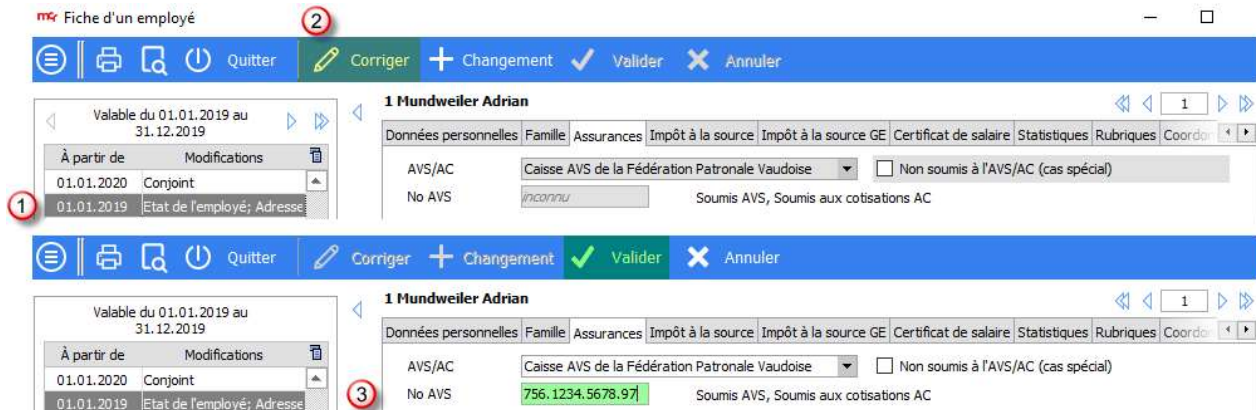 mcr Fiche d'un employé
2
Quitter Corriger Changement Valider Annuler
Valable du 01.01.2019 au
31.12.2019
1 Mundweiler Adrian
1
Données personnelles Famille Assurances Impôt à la source Impôt à la source GE Certificat de salaire Statistiques Rubriques Coordon
À partir de Modifications
AVS/AC Caisse AVS de la Fédération Patronale Vaudoise Non soumis à l'AVS/AC (cas spécial)
01.01.2020 Conjoint
No AVS inconnu Soumis AVS, Soumis aux cotisations AC
1 01.01.2019 Etat de l'employé; Adresse
Quitter Corriger Changement Valider Annuler
Valable du 01.01.2019 au
31.12.2019
1 Mundweiler Adrian
1
Données personnelles Famille Assurances Impôt à la source Impôt à la source GE Certificat de salaire Statistiques Rubriques Coordon
À partir de Modifications
AVS/AC Caisse AVS de la Fédération Patronale Vaudoise Non soumis à l'AVS/AC (cas spécial)
01.01.2020 Conjoint
3 No AVS 756.1234.5678.97 Soumis AVS, Soumis aux cotisations AC
01.01.2019 Etat de l'employé; Adresse